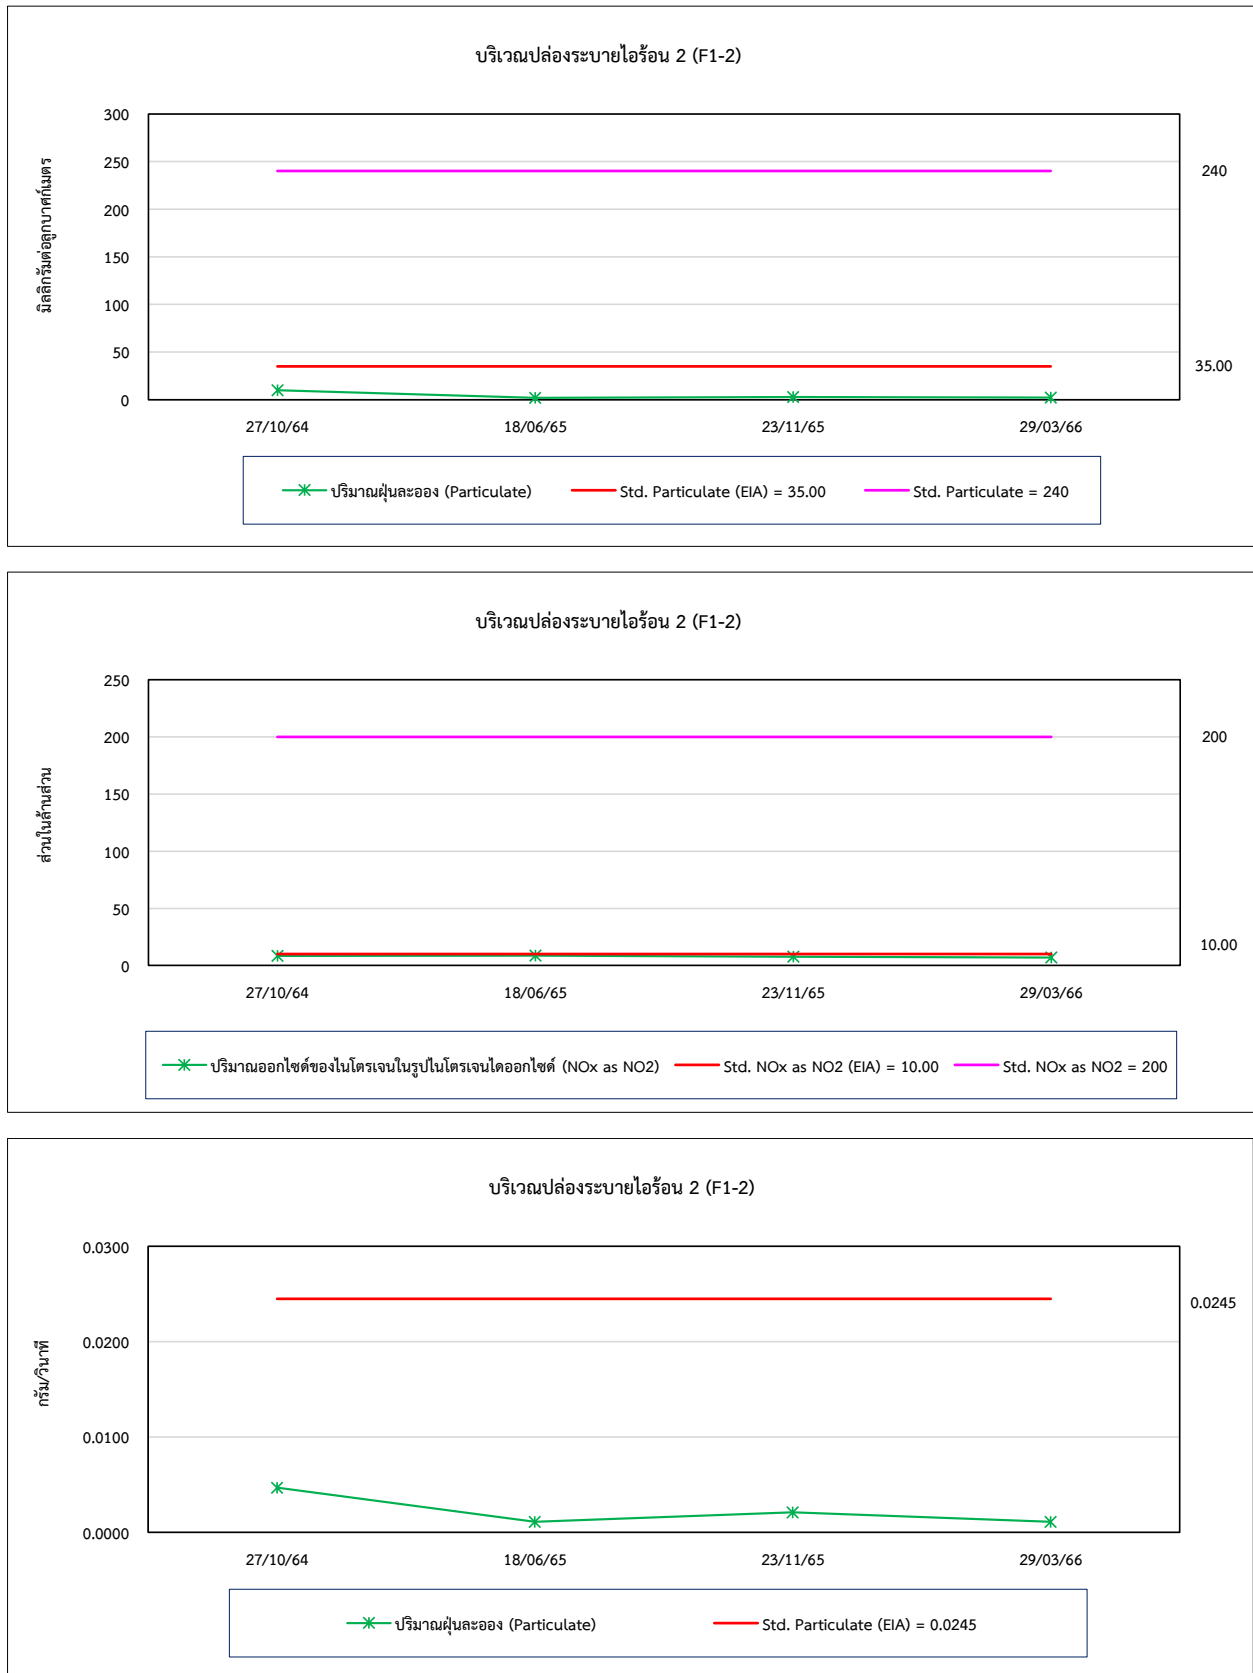 บริเวณปล่องระบายไอร้อน 2 (F1-2)
มิลลิกรัมต่อลูกบาศก์เมตร
300
250
200
150
100
50
0
240
35.00
27/10/64 18/06/65 23/11/65 29/03/66
ปริมาณฝุ่นละออง (Particulate) Std. Particulate (EIA) = 35.00 Std. Particulate = 240
บริเวณปล่องระบายไอร้อน 2 (F1-2)
ส่วนในล้านส่วน
250
200
150
100
50
0
200
10.00
27/10/64 18/06/65 23/11/65 29/03/66
ปริมาณออกไซด์ของไนโตรเจนในรูปไนโตรเจนไดออกไซด์ (NOx as NO2) Std. NOx as NO2 (EIA) = 10.00 Std. NOx as NO2 = 200
บริเวณปล่องระบายไอร้อน 2 (F1-2)
กรัม/วินาที
0.0300
0.0200
0.0100
0.0000
0.0245
27/10/64 18/06/65 23/11/65 29/03/66
ปริมาณฝุ่นละออง (Particulate) Std. Particulate (EIA) = 0.0245